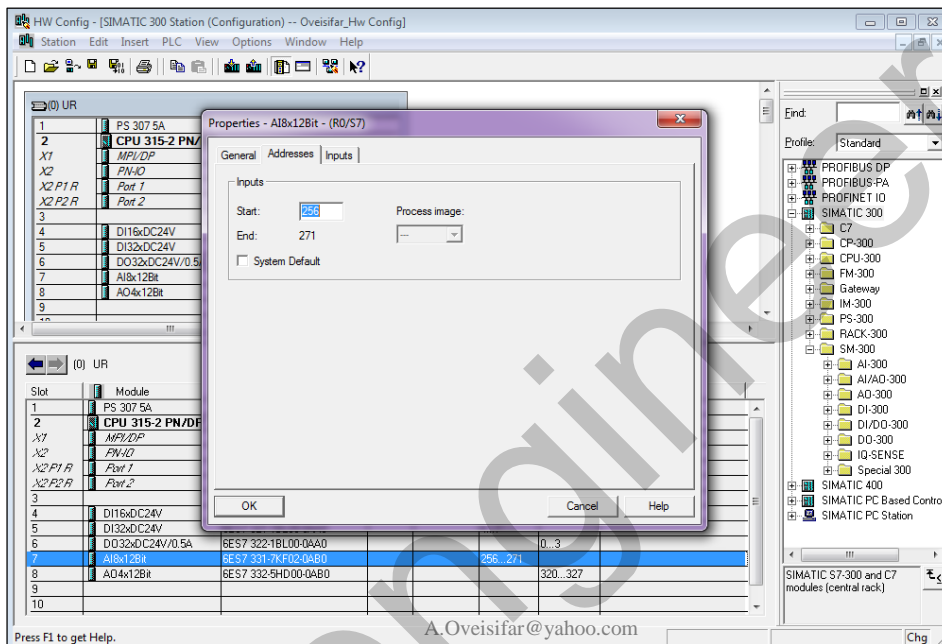 HW Config - [SIMATIC 300 Station (Configuration) -- Oveisifar_Hw Config]
Station Edit Insert PLC View Options Window Help
(0) UR
1 PS 307 5A
2 CPU 315-2 PN/
X1 MPI/DP
X2 PN-IO
X2 P1 R Port 1
X2 P2 R Port 2
3
4 DI16xDC24V
5 DI32xDC24V
6 DO32xDC24V/0.5
7 AI8x12Bit
8 AO4x12Bit
9
10
Properties - AI8x12Bit - (R0/S7)
General Addresses Inputs
Inputs
Start: 256 Process image:
End: 271 ---
System Default
OK Cancel Help
Find:
Profile: Standard
PROFIBUS DP
PROFIBUS-PA
PROFINET IO
SIMATIC 300
C7
CP-300
CPU-300
FM-300
Gateway
IM-300
PS-300
RACK-300
SM-300
AI-300
AI/AO-300
AO-300
DI-300
DI/DO-300
DO-300
IQ-SENSE
Special 300
SIMATIC 400
SIMATIC PC Based Contro
SIMATIC PC Station
SIMATIC S7-300 and C7
modules (central rack)
(0) UR
Slot Module
1 PS 307 5A
2 CPU 315-2 PN/DP
X1 MPI/DP
X2 PN-IO
X2 P1 R Port 1
X2 P2 R Port 2
3
4 DI16xDC24V
5 DI32xDC24V
6 DO32xDC24V/0.5A 6ES7 322-1BL00-0AA0 0...3
7 AI8x12Bit 6ES7 331-7KF02-0AB0 256...271
8 AO4x12Bit 6ES7 332-5HD00-0AB0 320...327
9
10
A.Oveisifar@yahoo.com
Press F1 to get Help. Chg